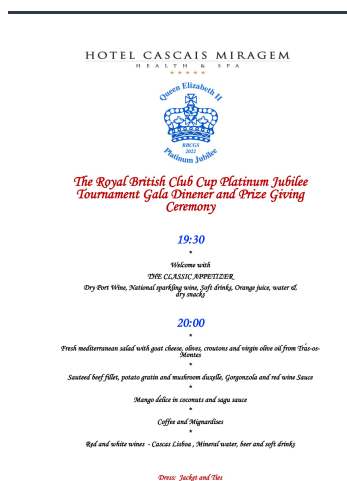 HOTEL CASCAIS MIRAGEM
HEALTH & SPA
Queen Elizabeth II
RBCGS
2022
Platinum Jubilee
The Royal British Club Cup Platinum Jubilee
Tournament Gala Dinener and Prize Giving
Ceremony
19:30
*
Welcome with
THE CLASSIC APPETIZER
Dry Port Wine, National sparkling wine, Soft drinks, Orange juice, water &
dry snacks
20:00
*
Fresh mediterranean salad with goat cheese, olives, croutons and virgin olive oil from Trás-os-
Montes
*
Sauteed beef fillet, potato gratin and mushroom duxelle, Gorgonzola and red wine Sauce
*
Mango delice in coconuts and sagu sauce
*
Coffee and Mignardises
*
Red and white wines - Cascas Lisboa , Mineral water, beer and soft drinks
Dress: Jacket and Ties